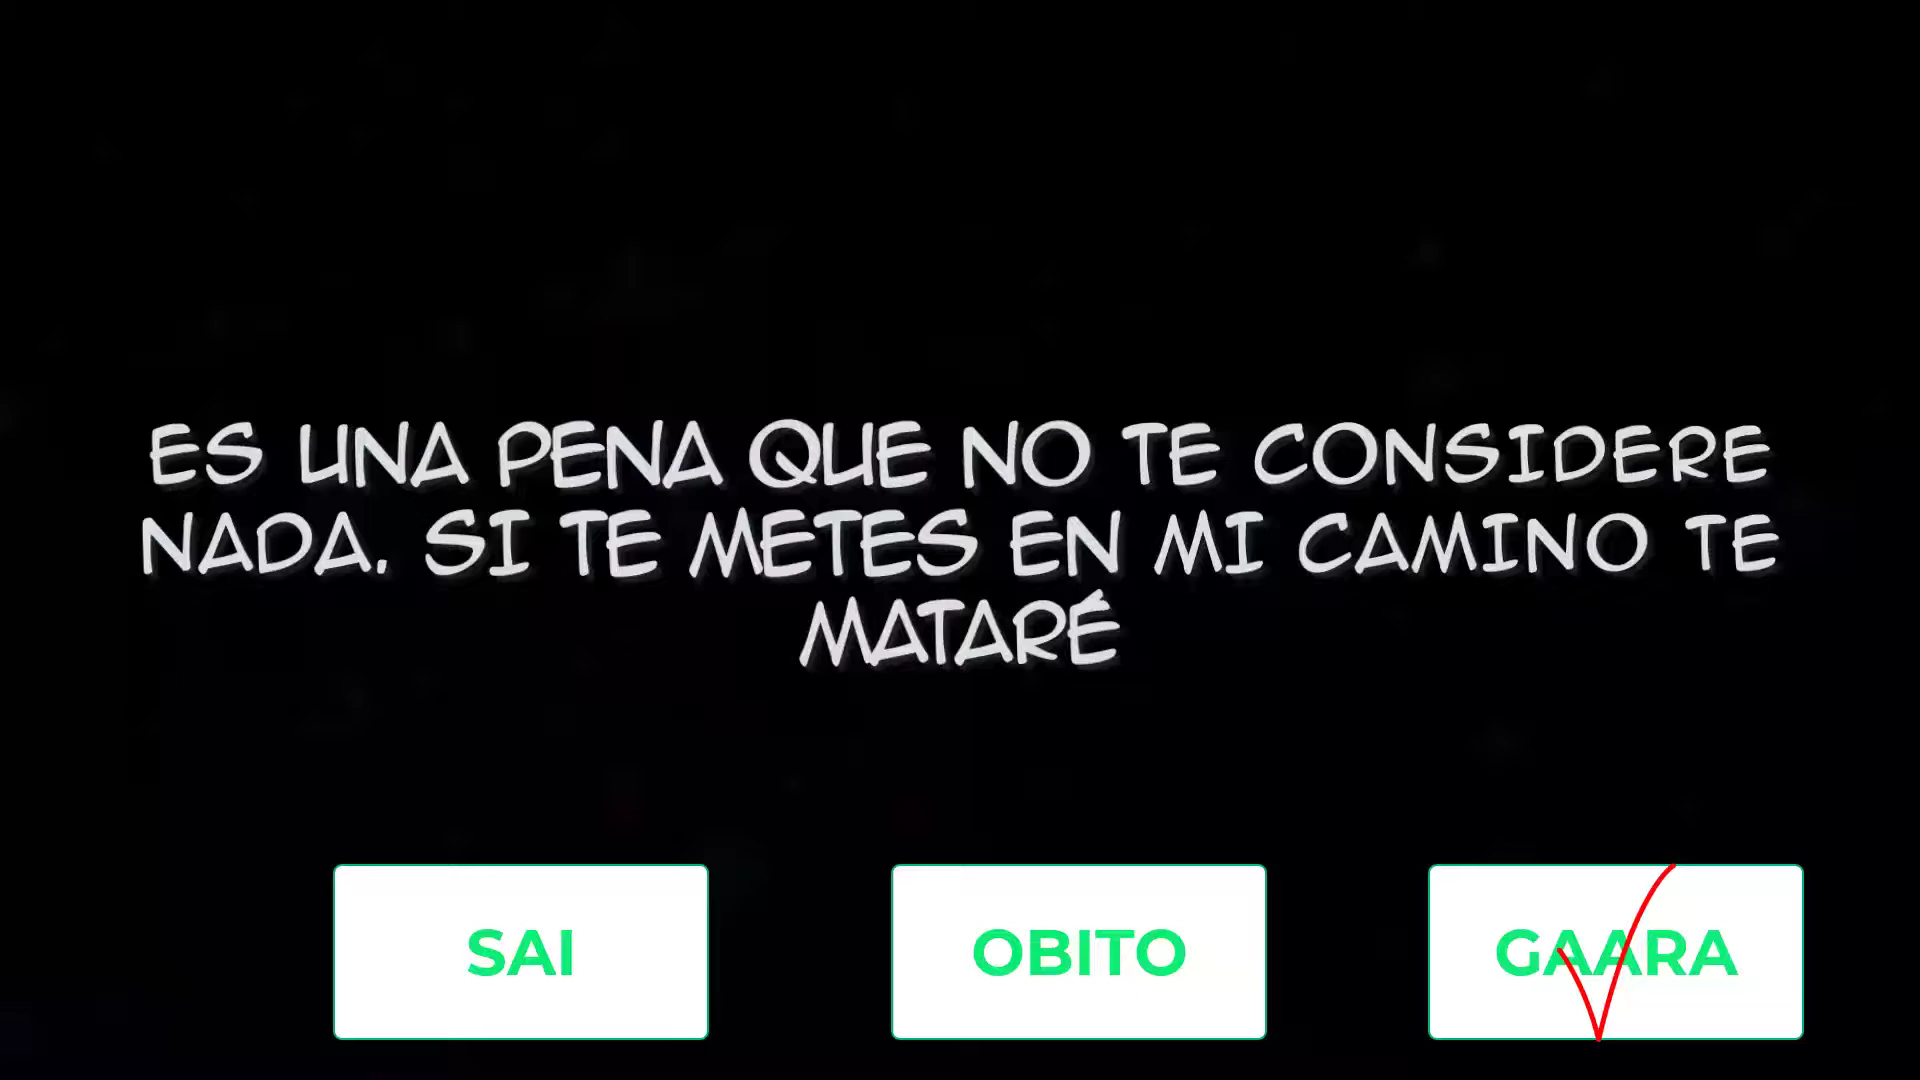 ES UNA PENA QUE NO TE CONSIDERE
NADA. SI TE METES EN MI CAMINO TE
MATARÉ
SAI
OBITO
GAARA